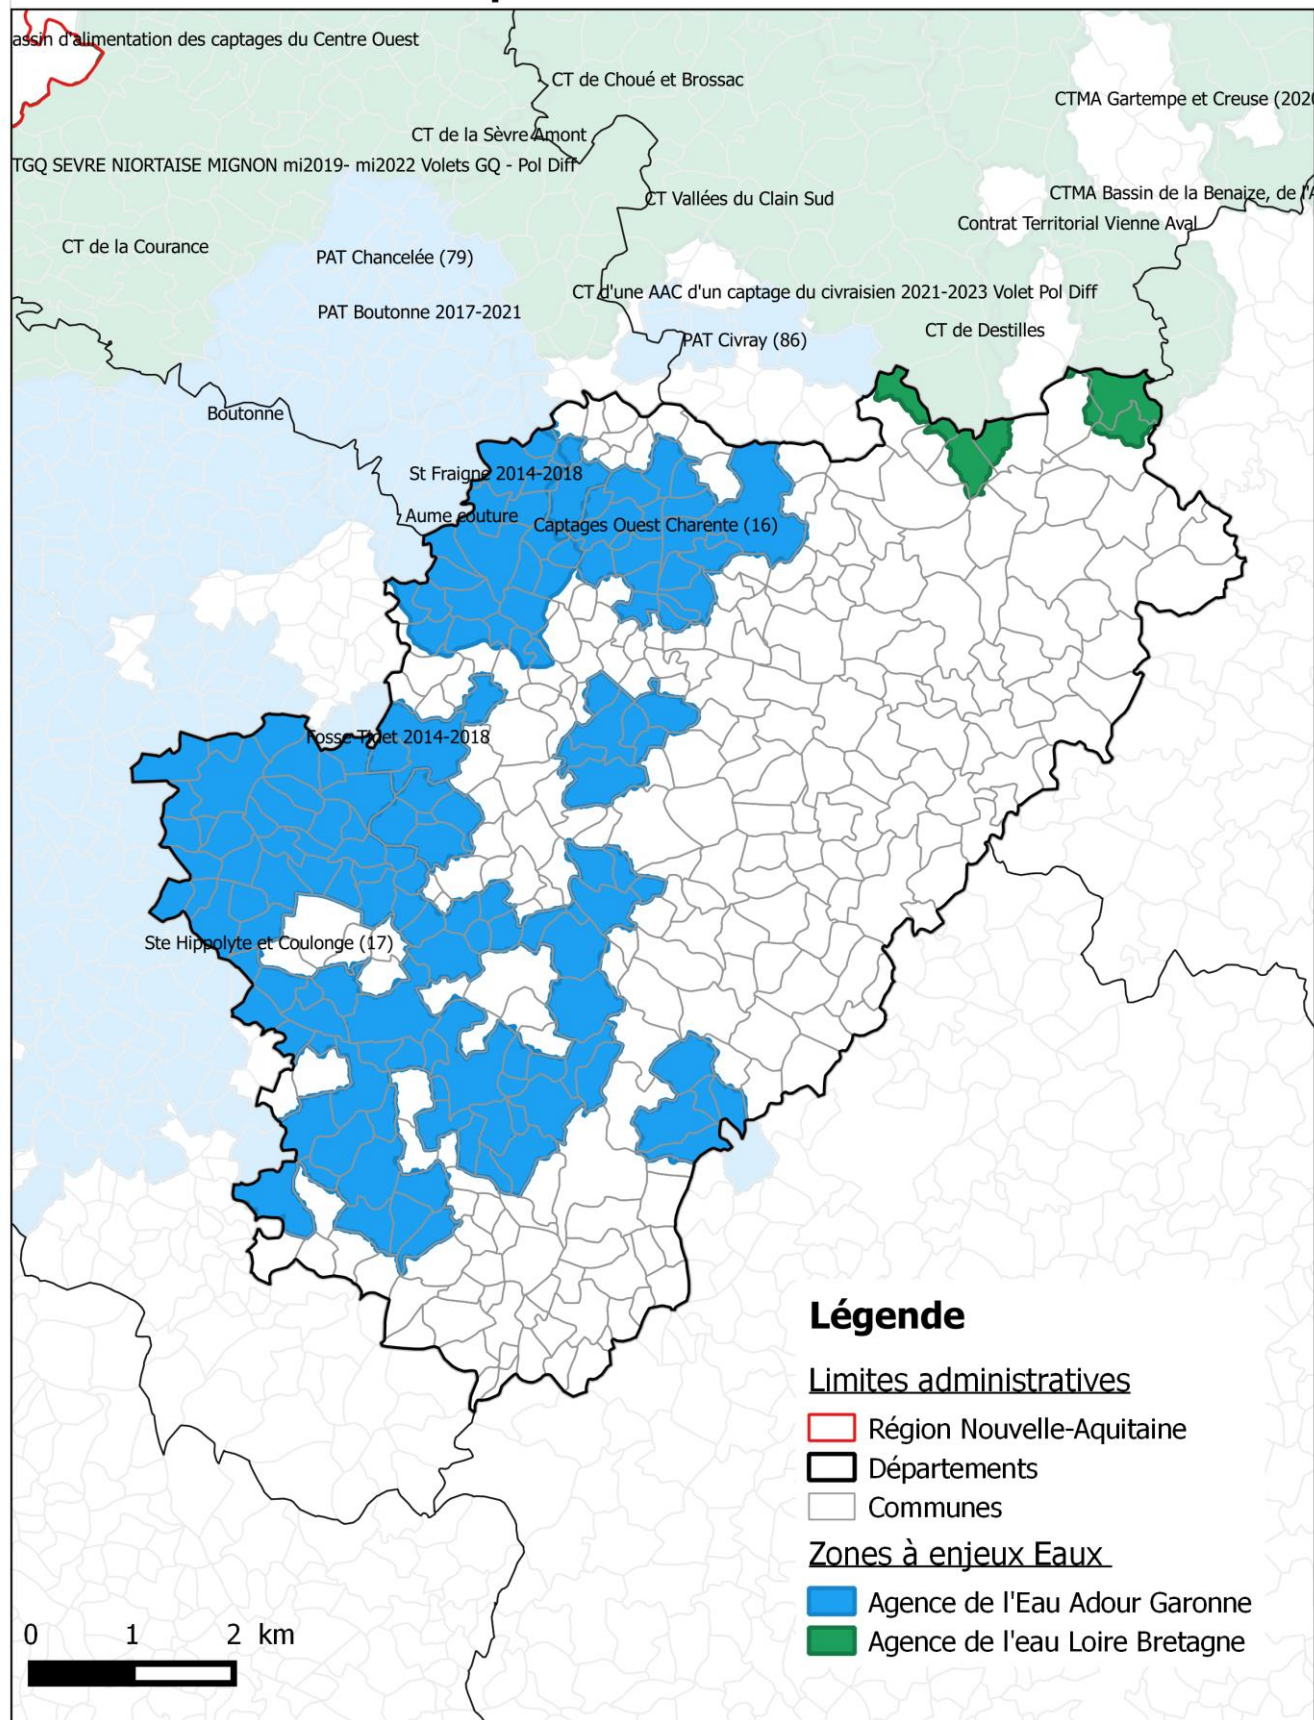 assin d'alimentation des captages du Centre Ouest
CT de Choué et Brossac
CTMA Gartempe et Creuse (202
CT de la Sèvre Amont
TGQ SEVRE NIORTAISE MIGNON mi2019- mi2022 Volets GQ - Pol Diff
CTMA Bassin de la Benaize, de l'A
CT Vallées du Clain Sud
Contrat Territorial Vienne Aval
CT de la Courance
PAT Chancelée (79)
CT d'une AAC d'un captage du civraisien 2021-2023 Volet Pol Diff
PAT Boutonne 2017-2021
CT de Destilles
PAT Civray (86)
Boutonne
St Fraigne 2014-2018
Aume couture
Captages Ouest Charente (16)
Fosse Tidet 2014-2018
Ste Hippolyte et Coulonge (17)
Légende
Limites administratives
Région Nouvelle-Aquitaine
Départements
Communes
Zones à enjeux Eaux
Agence de l'Eau Adour Garonne
Agence de l'eau Loire Bretagne
0 1 2 km